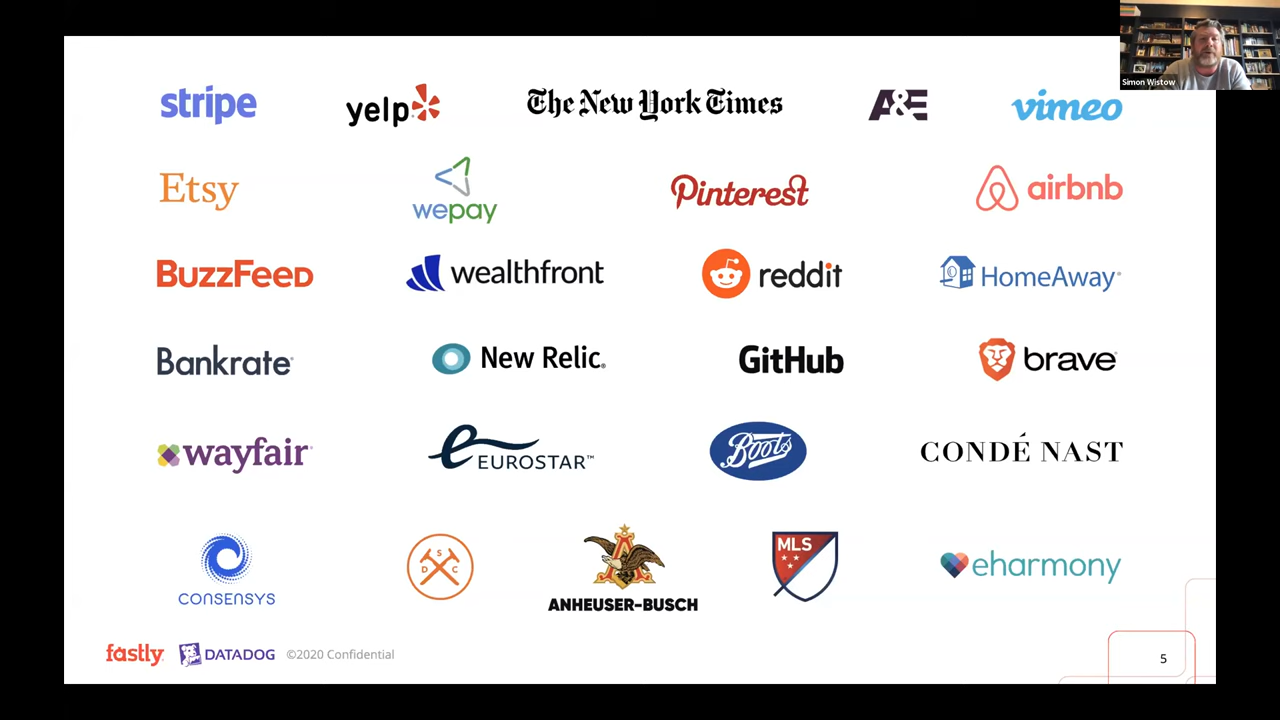 Simon Wistow
stripe
yelp
The New York Times
A&E
vimeo
Etsy
wepay
Pinterest
airbnb
BuzzFeed
wealthfront
reddit
HomeAway®
Bankrate®
New Relic®
GitHub
brave®
wayfair®
EUROSTAR™
Boots
CONDÉ NAST
CONSENSYS
D S C
A
ANHEUSER-BUSCH
MLS
eharmony
fastly
DATADOG
©2020 Confidential
5